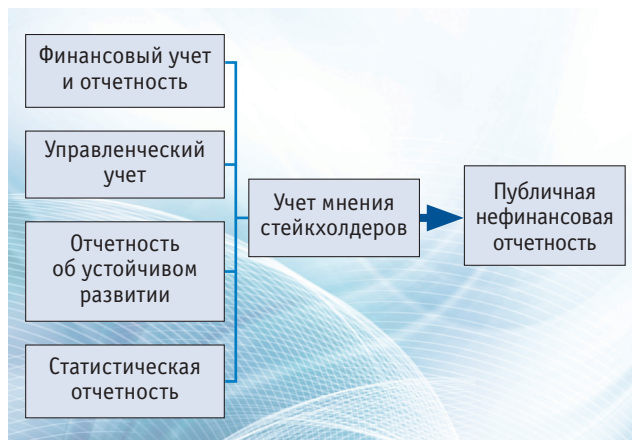 Финансовый учет
и отчетность
Управленческий
учет
Отчетность
об устойчивом
развитии
Статистическая
отчетность
Учет мнения
стейкхолдеров
Публичная
нефинансовая
отчетность